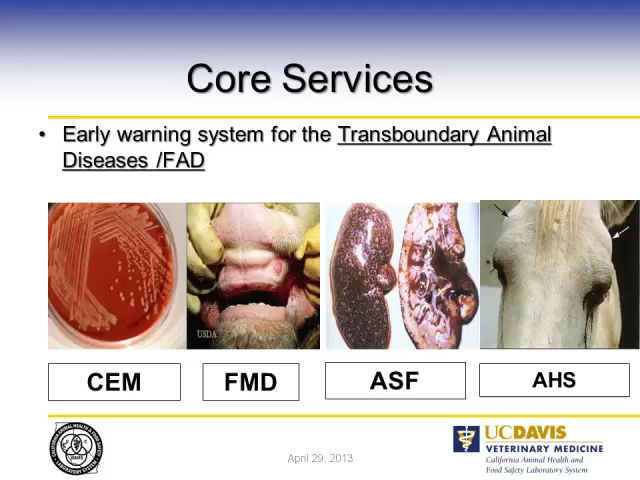 Core Services
• Early warning system for the Transboundary Animal
Diseases /FAD
USDA
CEM
FMD
ASF
AHS
DAVIS
April 29, 2013
UCDAVIS
VETERINARY MEDICINE
California Animal Health and
Food Safety Laboratory System